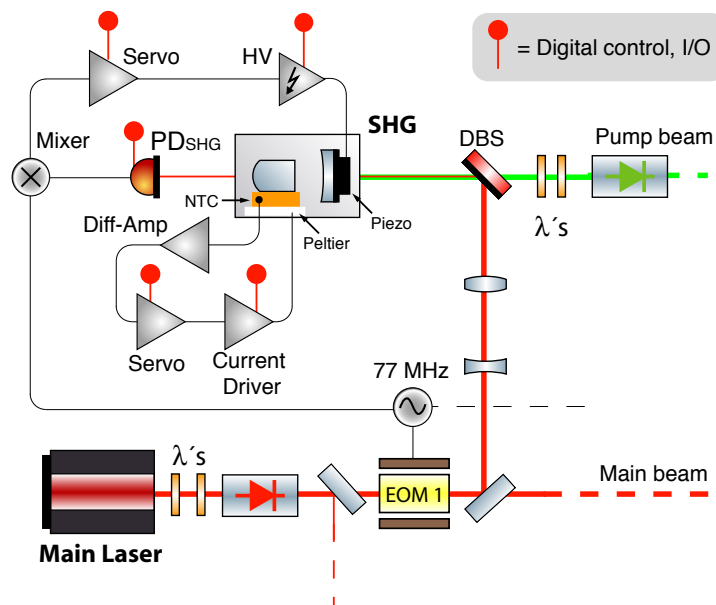 Servo
HV
= Digital control, I/O
Mixer
PDSHG
SHG
DBS
Pump beam
NTC
Piezo
λ´s
Diff-Amp
Peltier
Servo
Current
Driver
77 MHz
λ´s
EOM 1
Main beam
Main Laser